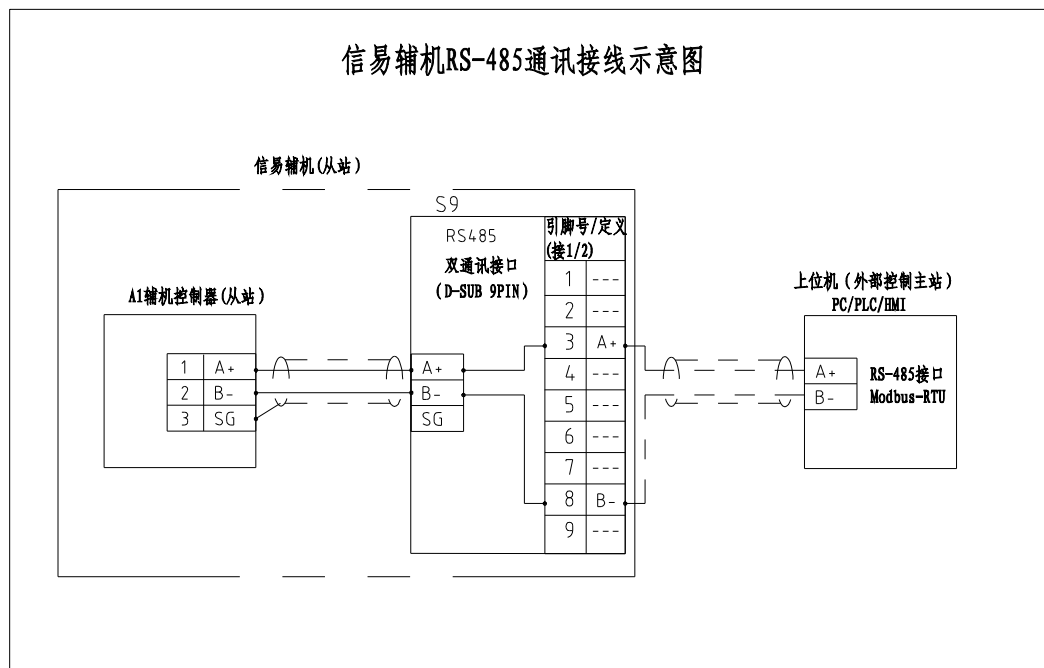 信易辅机RS-485通讯接线示意图
信易辅机(从站)
S9
RS485
双通讯接口
(D-SUB 9PIN)
引脚号/定义
(接1/2)
1 ---
2 ---
3 A+
4 ---
5 ---
6 ---
7 ---
8 B-
9 ---
A1辅机控制器(从站)
1 A+
2 B-
3 SG
A+
B-
SG
上位机(外部控制主站)
PC/PLC/HMI
A+
B-
RS-485接口
Modbus-RTU